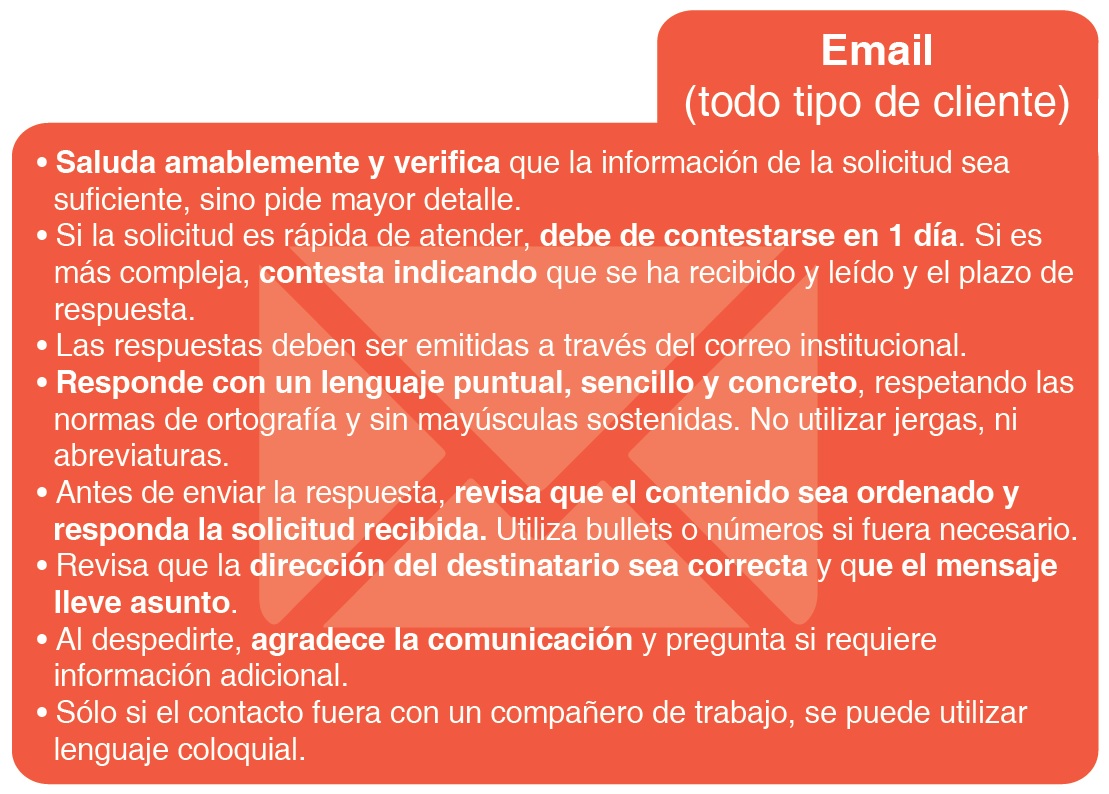 Email
(todo tipo de cliente)
• Saluda amablemente y verifica que la información de la solicitud sea
suficiente, sino pide mayor detalle.
• Si la solicitud es rápida de atender, debe de contestarse en 1 día. Si es
más compleja, contesta indicando que se ha recibido y leído y el plazo de
respuesta.
• Las respuestas deben ser emitidas a través del correo institucional.
• Responde con un lenguaje puntual, sencillo y concreto, respetando las
normas de ortografía y sin mayúsculas sostenidas. No utilizar jergas, ni
abreviaturas.
• Antes de enviar la respuesta, revisa que el contenido sea ordenado y
responda la solicitud recibida. Utiliza bullets o números si fuera necesario.
• Revisa que la dirección del destinatario sea correcta y que el mensaje
lleve asunto.
• Al despedirte, agradece la comunicación y pregunta si requiere
información adicional.
• Sólo si el contacto fuera con un compañero de trabajo, se puede utilizar
lenguaje coloquial.